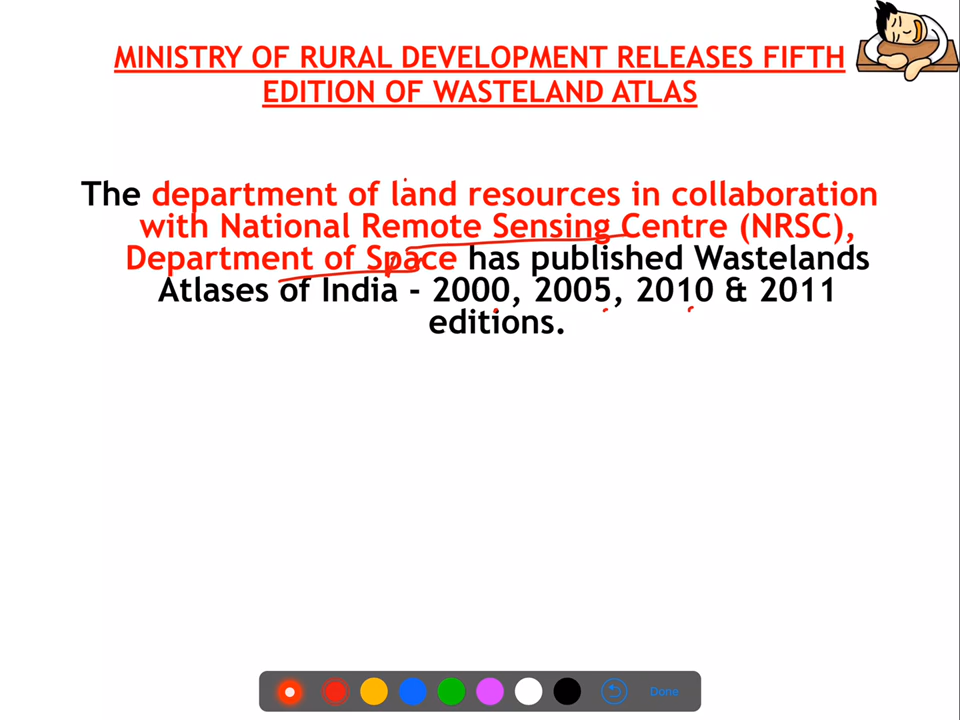 MINISTRY OF RURAL DEVELOPMENT RELEASES FIFTH
EDITION OF WASTELAND ATLAS
The department of land resources in collaboration
with National Remote Sensing Centre (NRSC),
Department of Space has published Wastelands
Atlases of India - 2000, 2005, 2010 & 2011
editions.
Done